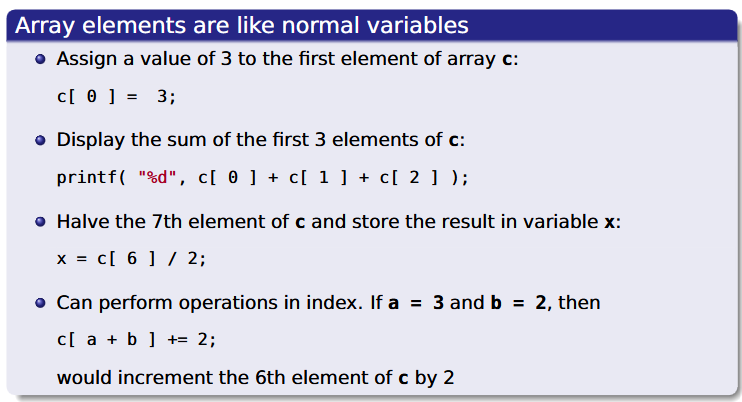 Array elements are like normal variables
Assign a value of 3 to the first element of array c:
c[ 0 ] =  3;
Display the sum of the first 3 elements of c:
printf( "%d", c[ 0 ] + c[ 1 ] + c[ 2 ] );
Halve the 7th element of c and store the result in variable x:
x = c[ 6 ] / 2;
Can perform operations in index. If a = 3 and b = 2, then
c[ a + b ] += 2;
would increment the 6th element of c by 2